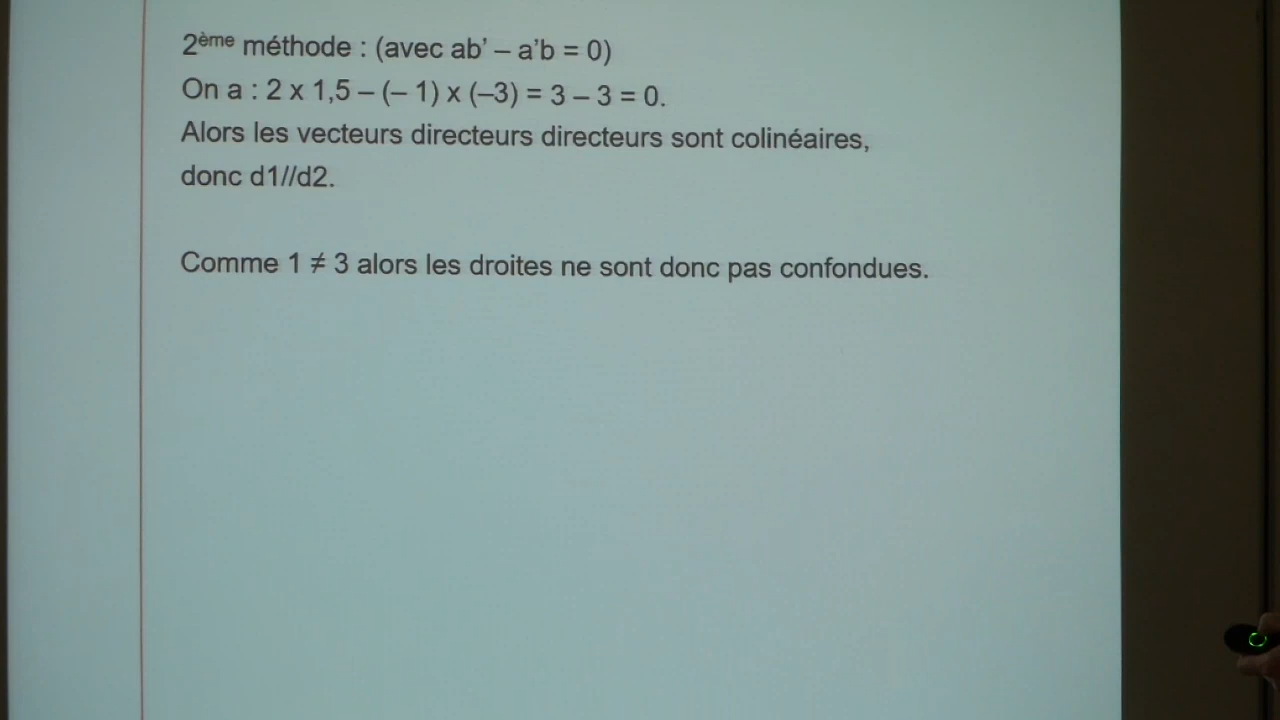 2ème méthode : (avec ab’ – a’b = 0)
On a : 2 x 1,5 – (– 1) x (–3) = 3 – 3 = 0.
Alors les vecteurs directeurs directeurs sont colinéaires,
donc d1//d2.
Comme 1 ≠ 3 alors les droites ne sont donc pas confondues.